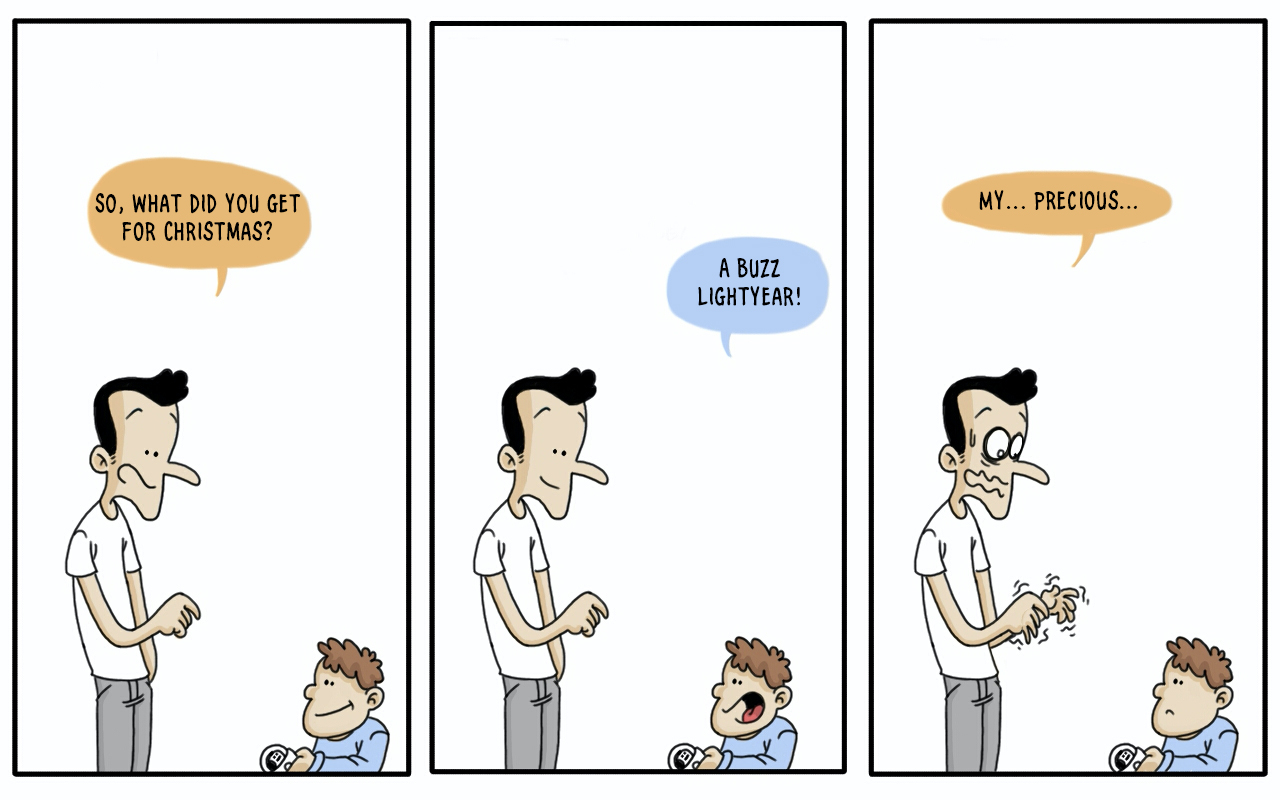 SO, WHAT DID YOU GET
FOR CHRISTMAS?
A BUZZ
LIGHTYEAR!
MY... PRECIOUS...